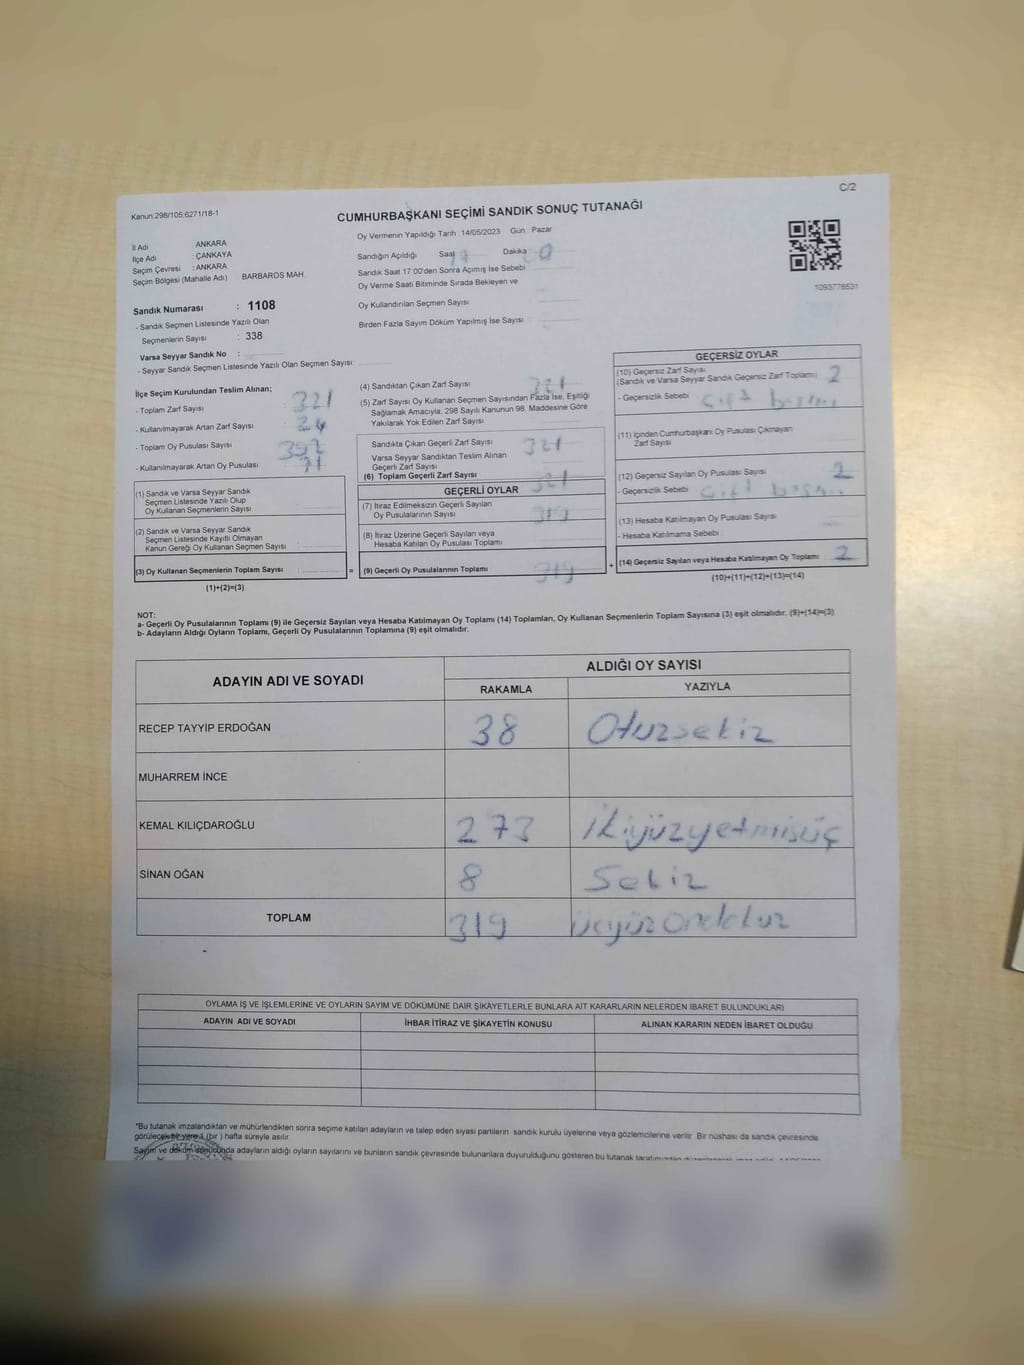 C/2
Kanun:298/105,6271/18-1
CUMHURBAŞKANI SEÇİMİ SANDIK SONUÇ TUTANAĞI
İl Adı : ANKARA
İlçe Adı : ÇANKAYA
Seçim Çevresi : ANKARA
Seçim Bölgesi (Mahalle Adı) BARBAROS MAH.
Sandık Numarası : 1108
- Sandık Seçmen Listesinde Yazılı Olan
Seçmenlerin Sayısı : 338
Varsa Seyyar Sandık No :
- Seyyar Sandık Seçmen Listesinde Yazılı Olan Seçmen Sayısı:
Oy Vermenin Yapıldığı Tarih :14/05/2023 Gün : Pazar
Sandığın Açıldığı Saat 17 Dakika
Sandık Saat 17:00'den Sonra Açılmış İse Sebebi
Oy Verme Saati Bitiminde Sırada Bekleyen ve
Oy Kullandırılan Seçmen Sayısı
Birden Fazla Sayım Döküm Yapılmış İse Sayısı
1093778531
İlçe Seçim Kurulundan Teslim Alınan;
- Toplam Zarf Sayısı : 321
- Kullanılmayarak Artan Zarf Sayısı : 24
- Toplam Oy Pusulası Sayısı :
- Kullanılmayarak Artan Oy Pusulası : 71
(1) Sandık ve Varsa Seyyar Sandık
Seçmen Listesinde Yazılı Olup
Oy Kullanan Seçmenlerin Sayısı :
(2) Sandık ve Varsa Seyyar Sandık
Seçmen Listesinde Kayıtlı Olmayan
Kanun Gereği Oy Kullanan Seçmen Sayısı :
(3) Oy Kullanan Seçmenlerin Toplam Sayısı :
(1)+(2)=(3)
=
(4) Sandıktan Çıkan Zarf Sayısı 321
(5) Zarf Sayısı Oy Kullanan Seçmen Sayısından Fazla İse, Eşitliği
Sağlamak Amacıyla; 298 Sayılı Kanunun 98. Maddesine Göre
Yakılarak Yok Edilen Zarf Sayısı
Sandıkta Çıkan Geçerli Zarf Sayısı 321
Varsa Seyyar Sandıktan Teslim Alınan
Geçerli Zarf Sayısı
(6) Toplam Geçerli Zarf Sayısı 321
GEÇERLİ OYLAR
(7) İtiraz Edilmeksizin Geçerli Sayılan
Oy Pusulalarının Sayısı 319
(8) İtiraz Üzerine Geçerli Sayılan veya
Hesaba Katılan Oy Pusulası Toplamı
(9) Geçerli Oy Pusulalarının Toplamı 319
+
GEÇERSİZ OYLAR
(10) Geçersiz Zarf Sayısı
(Sandık ve Varsa Seyyar Sandık Geçersiz Zarf Toplamı) 2
- Geçersizlik Sebebi : Çift
(11) İçinden Cumhurbaşkanı Oy Pusulası Çıkmayan
Zarf Sayısı
(12) Geçersiz Sayılan Oy Pusulası Sayısı 2
- Geçersizlik Sebebi : Çift
(13) Hesaba Katılmayan Oy Pusulası Sayısı
- Hesaba Katılmama Sebebi :
(14) Geçersiz Sayılan veya Hesaba Katılmayan Oy Toplamı 2
(10)+(11)+(12)+(13)=(14)
NOT:
a- Geçerli Oy Pusulalarının Toplamı (9) ile Geçersiz Sayılan veya Hesaba Katılmayan Oy Toplamı (14) Toplamları, Oy Kullanan Seçmenlerin Toplam Sayısına (3) eşit olmalıdır. (9)+(14)=(3)
b- Adayların Aldığı Oyların Toplamı, Geçerli Oy Pusulalarının Toplamına (9) eşit olmalıdır.
ADAYIN ADI VE SOYADI ALDIĞI OY SAYISI
RAKAMLA YAZIYLA
RECEP TAYYİP ERDOĞAN 38 Otuzsekiz
MUHARREM İNCE
KEMAL KILIÇDAROĞLU 273 İkiyüzyetmisüç
SİNAN OĞAN 8 Sekiz
TOPLAM 319 üçyüzondokuz
OYLAMA İŞ VE İŞLEMLERİNE VE OYLARIN SAYIM VE DÖKÜMÜNE DAİR ŞİKÂYETLERLE BUNLARA AİT KARARLARIN NELERDEN İBARET BULUNDUKLARI
ADAYIN ADI VE SOYADI İHBAR İTİRAZ VE ŞİKAYETİN KONUSU ALINAN KARARIN NEDEN İBARET OLDUĞU
*Bu tutanak imzalandıktan ve mühürlendikten sonra seçime katılan adayların ve talep eden siyasi partilerin sandık kurulu üyelerine veya gözlemcilerine verilir. Bir nüshası da sandık çevresinde
görülecek bir yere 1 (bir ) hafta süreyle asılır.
Sayım ve döküm sonucunda adayların aldığı oyların sayılarını ve bunların sandık çevresinde bulunanlara duyurulduğunu gösteren bu tutanak tarafımızdan